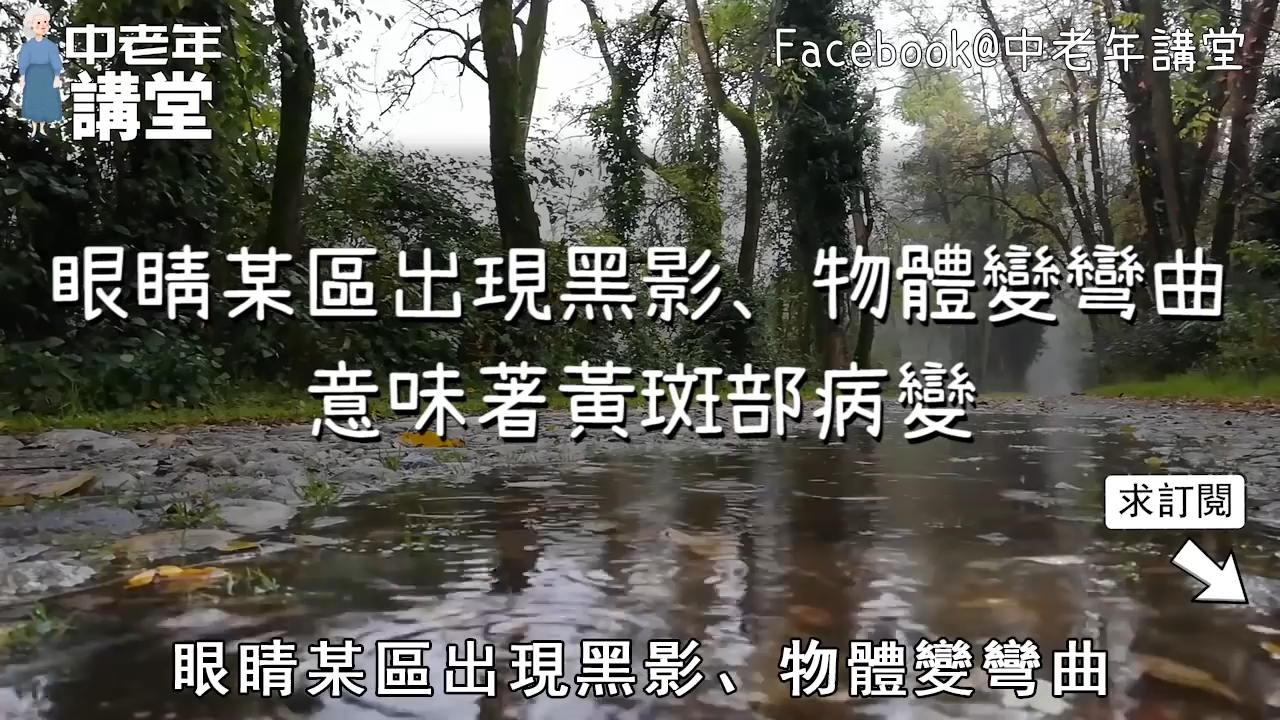 中老年
講堂
Facebook@中老年講堂
眼睛某區出現黑影、物體變彎曲
意味著黃斑部病變
求訂閱
眼睛某區出現黑影、物體變彎曲